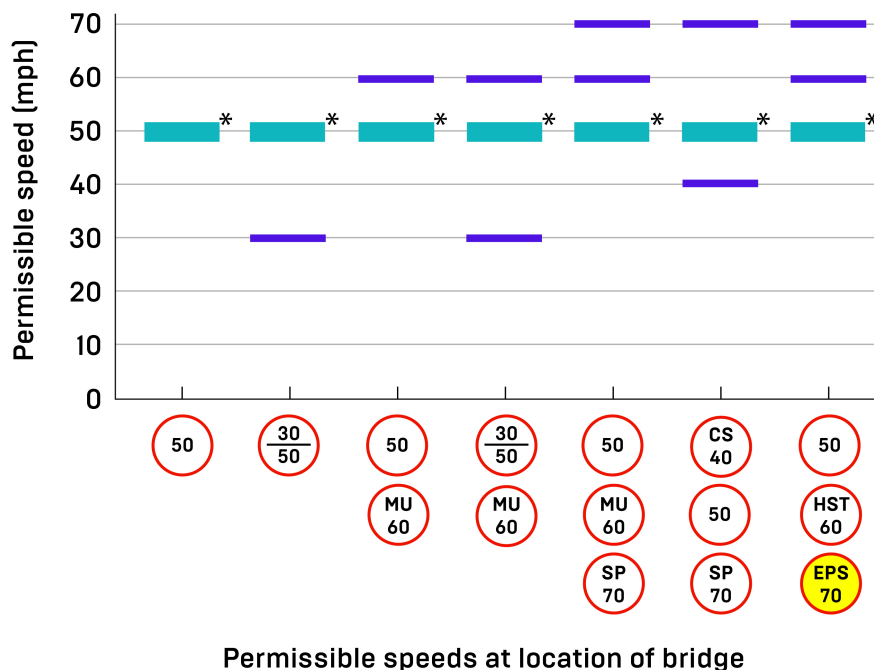 Permissible speed (mph)
70
60
50
40
30
20
10
0
* * * * * * *
50 30 50 30 50 CS 50
50 50 40
MU MU MU 50 HST
60 60 60 60
SP SP EPS
70 70 70
Permissible speeds at location of bridge